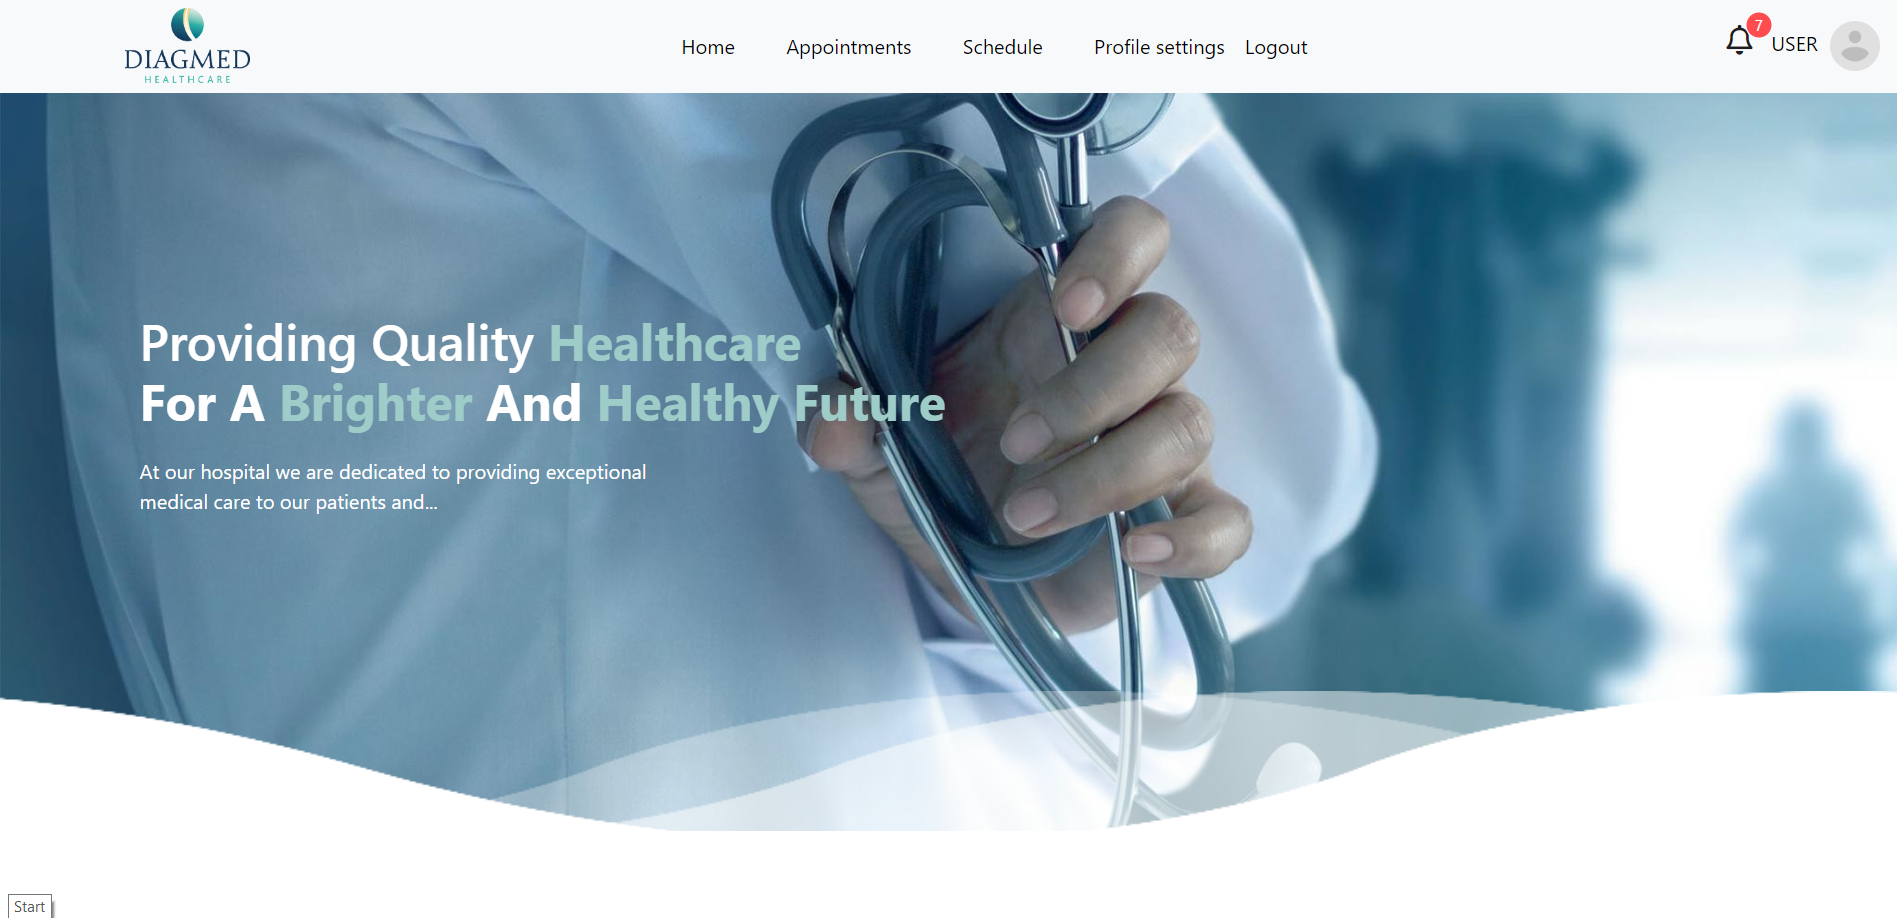 DIAGMED
HEALTHCARE
Home Appointments Schedule Profile settings Logout
7
USER
Providing Quality Healthcare
For A Brighter And Healthy Future
At our hospital we are dedicated to providing exceptional
medical care to our patients and...
Start